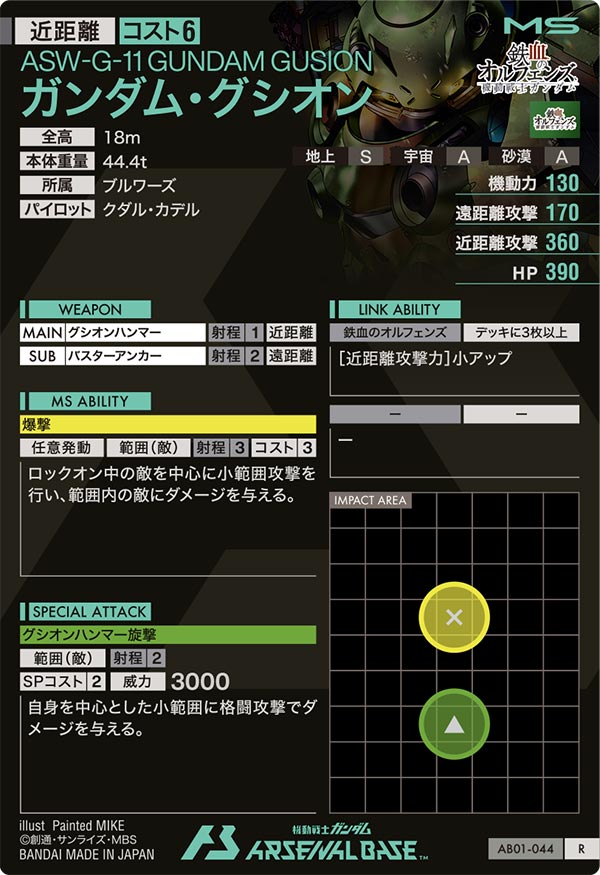 近距離 コスト6 MS
ASW-G-11 GUNDAM GUSION
ガンダム・グシオン
鉄血のオルフェンズ
機動戦士ガンダム
全高 18m
本体重量 44.4t
所属 ブルワーズ
パイロット クダル・カデル
地上 S 宇宙 A 砂漠 A
機動力 130
遠距離攻撃 170
近距離攻撃 360
HP 390
WEAPON
MAIN グシオンハンマー 射程 1 近距離
SUB バスターアンカー 射程 2 遠距離
MS ABILITY
爆撃
任意発動 範囲(敵) 射程 3 コスト 3
ロックオン中の敵を中心に小範囲攻撃を
行い、範囲内の敵にダメージを与える。
SPECIAL ATTACK
グシオンハンマー旋撃
範囲(敵) 射程 2
SPコスト 2 威力 3000
自身を中心とした小範囲に格闘攻撃でダ
メージを与える。
LINK ABILITY
鉄血のオルフェンズ デッキに3枚以上
[近距離攻撃力]小アップ
ー ー
ー
IMPACT AREA
illust Painted MIKE
©創通・サンライズ・MBS
BANDAI MADE IN JAPAN
機動戦士ガンダム
ARSENAL BASE™
AB01-044 R